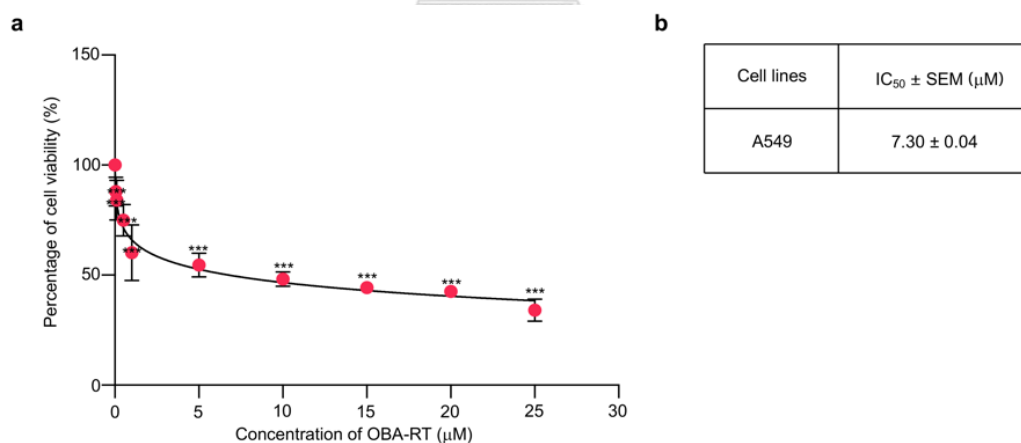 a
b
150
100
50
0
Percentage of cell viability (%)
***
***
***
***
***
***
***
***
***
0
5
10
15
20
25
30
Concentration of OBA-RT (μM)
Cell lines
IC50 ± SEM (μM)
A549
7.30 ± 0.04